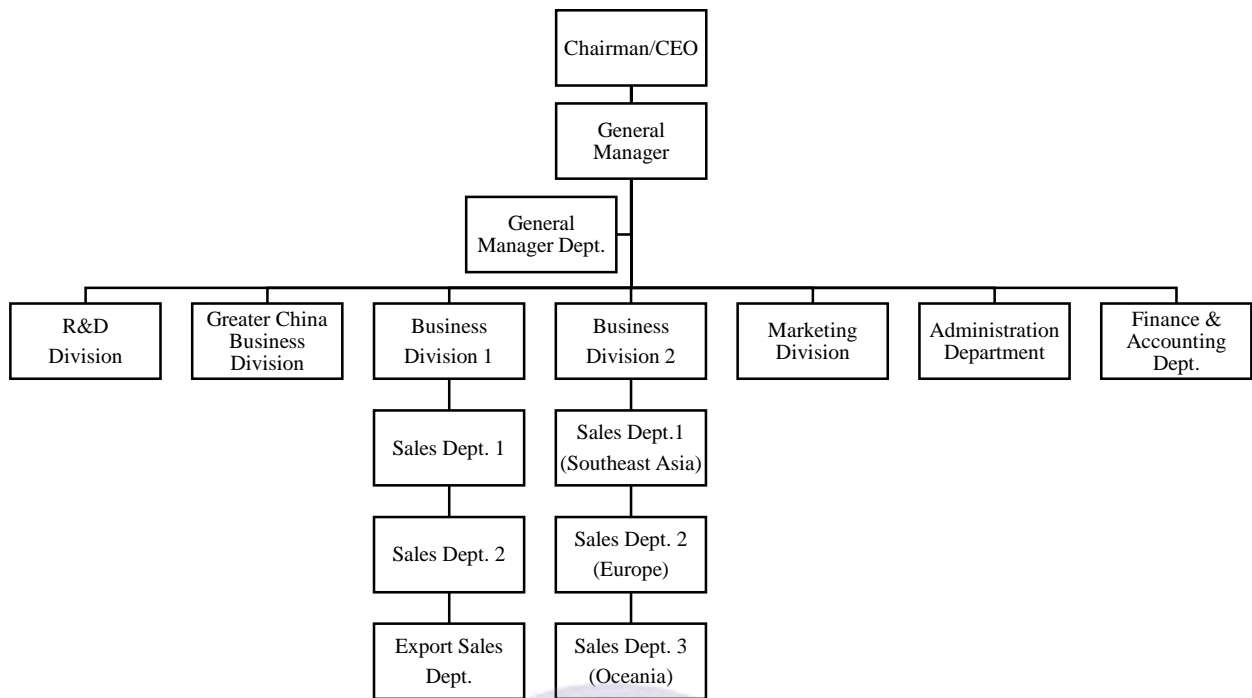 Chairman/CEO
General
Manager
General
Manager Dept.
R&D
Division
Greater China
Business
Division
Business
Division 1
Business
Division 2
Marketing
Division
Administration
Department
Finance &
Accounting
Dept.
Sales Dept. 1
Sales Dept.1
(Southeast Asia)
Sales Dept. 2
Sales Dept. 2
(Europe)
Export Sales
Dept.
Sales Dept. 3
(Oceania)